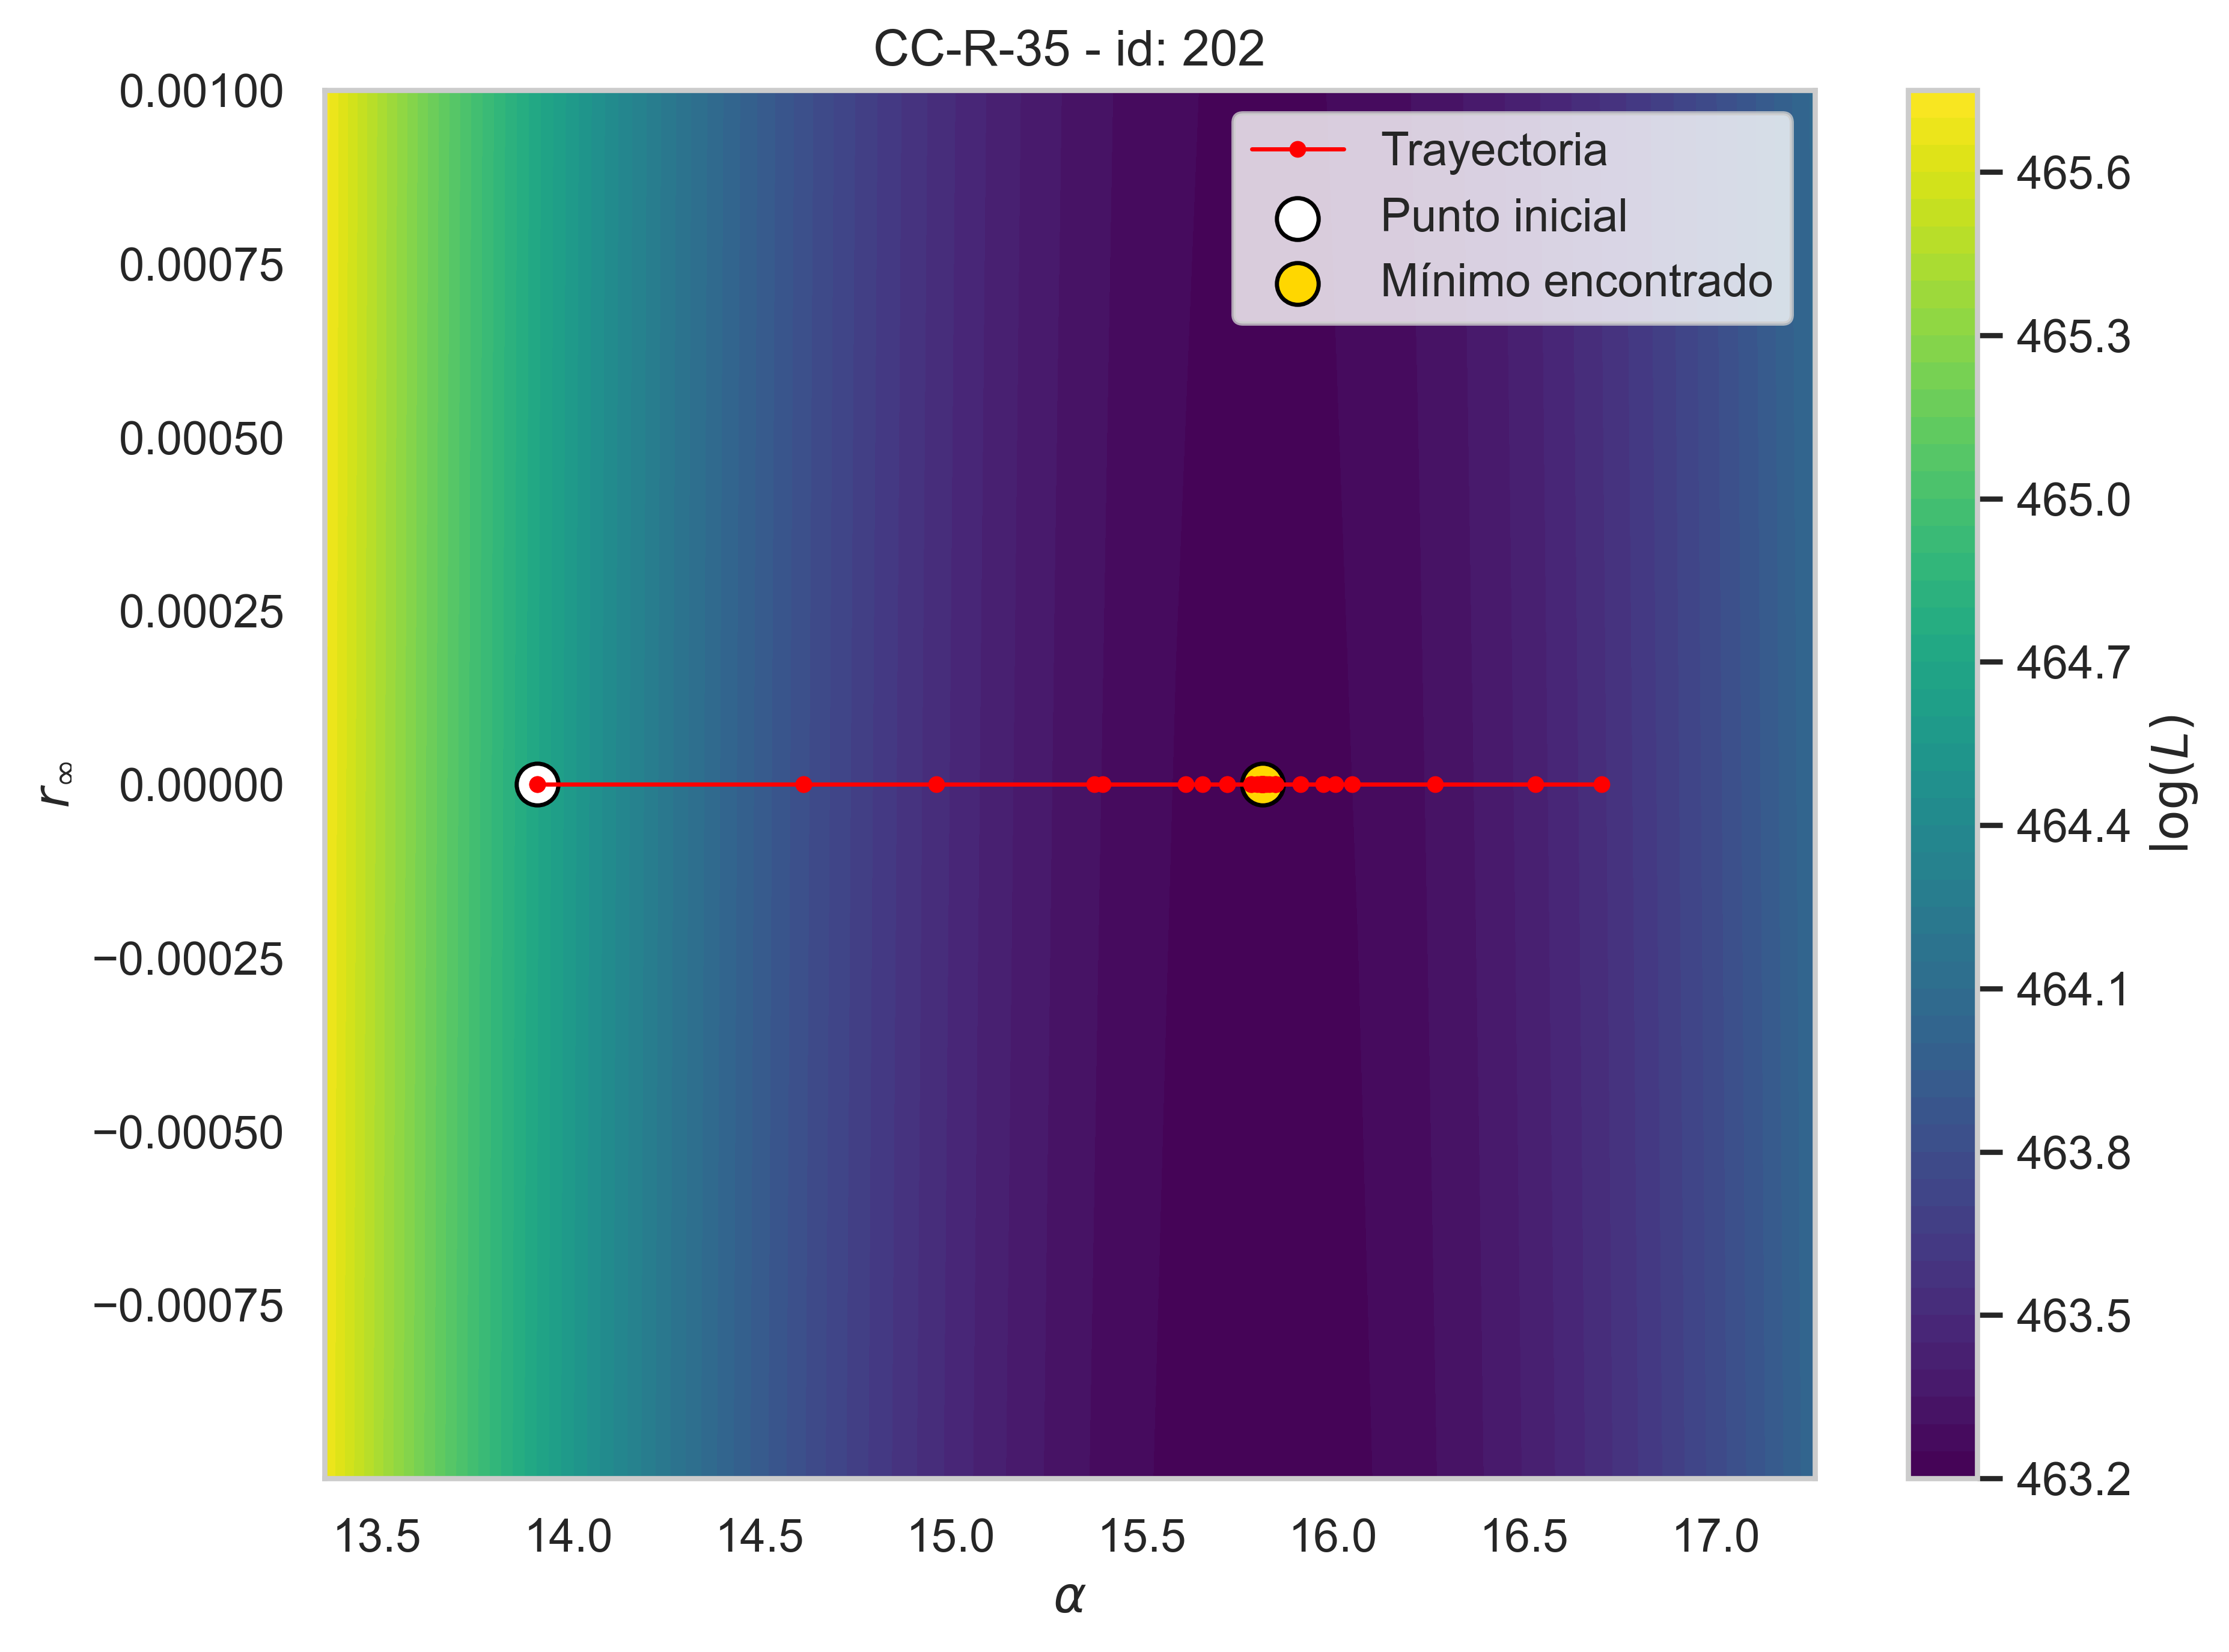 CC-R-35 - id: 202
0.00100
0.00075
0.00050
0.00025
0.00000
−0.00025
−0.00050
−0.00075
r∞
Trayectoria
Punto inicial
Mínimo encontrado
13.5 14.0 14.5 15.0 15.5 16.0 16.5 17.0
α
465.6
465.3
465.0
464.7
464.4
464.1
463.8
463.5
463.2
log(L)